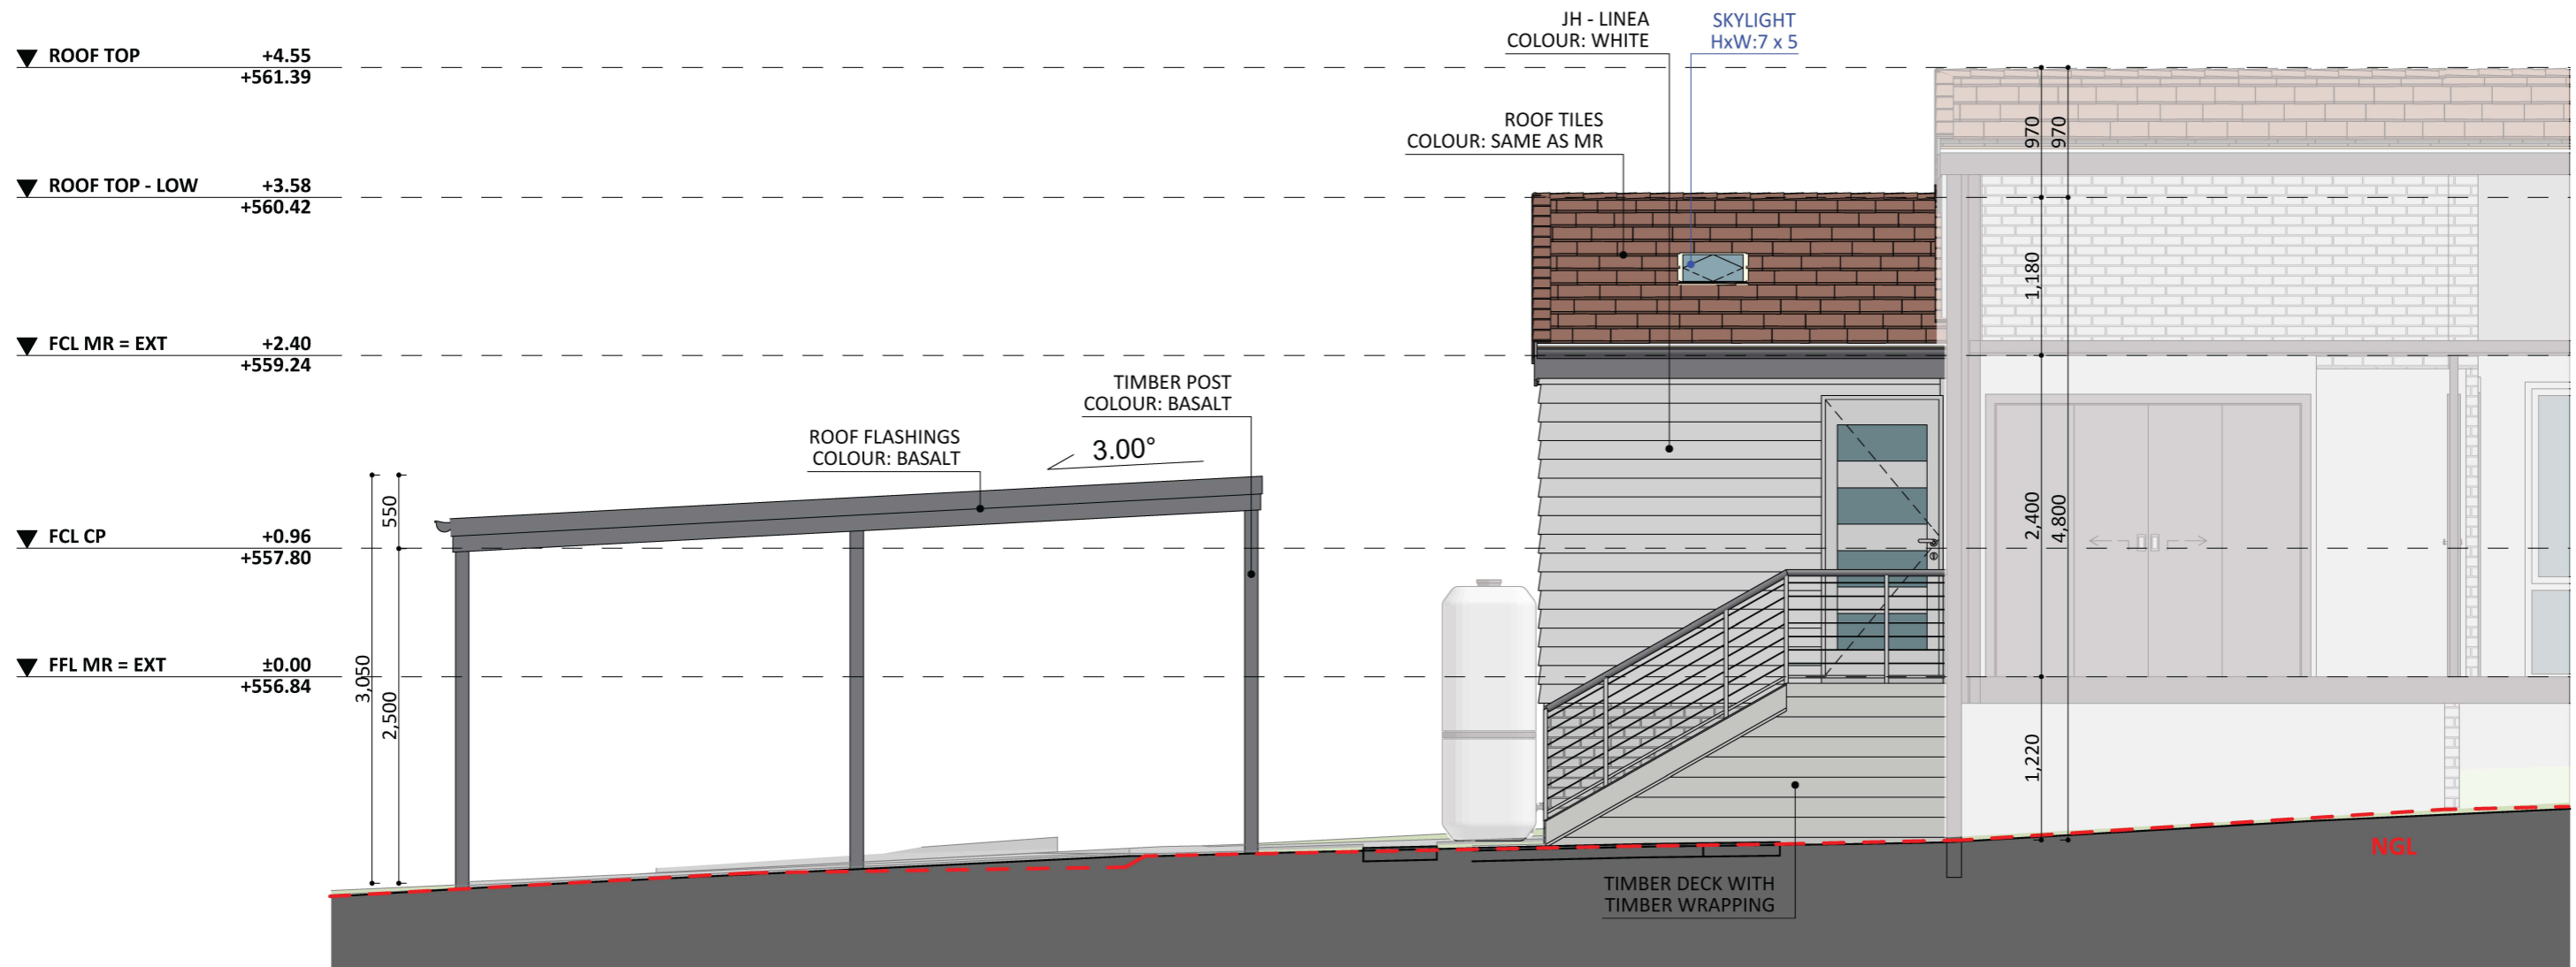 JH - LINEA
COLOUR: WHITE
SKYLIGHT
HxW:7 x 5
ROOF TOP +4.55
+561.39
ROOF TILES
COLOUR: SAME AS MR
970 970
ROOF TOP - LOW +3.58
+560.42
1,180
FCL MR = EXT +2.40
+559.24
TIMBER POST
COLOUR: BASALT
ROOF FLASHINGS
COLOUR: BASALT
3.00°
550
2,400 4,800
FCL CP +0.96
+557.80
FFL MR = EXT ±0.00
+556.84
3,050
2,500
1,220
NGL
TIMBER DECK WITH
TIMBER WRAPPING